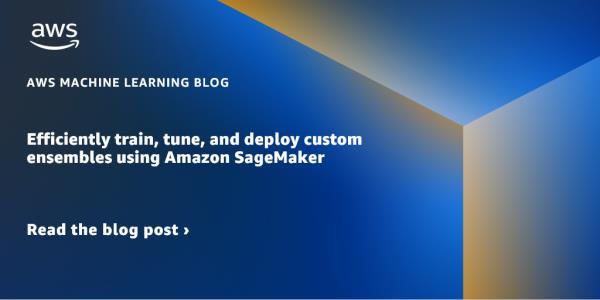 aws
AWS MACHINE LEARNING BLOG
Efficiently train, tune, and deploy custom
ensembles using Amazon SageMaker
Read the blog post ›